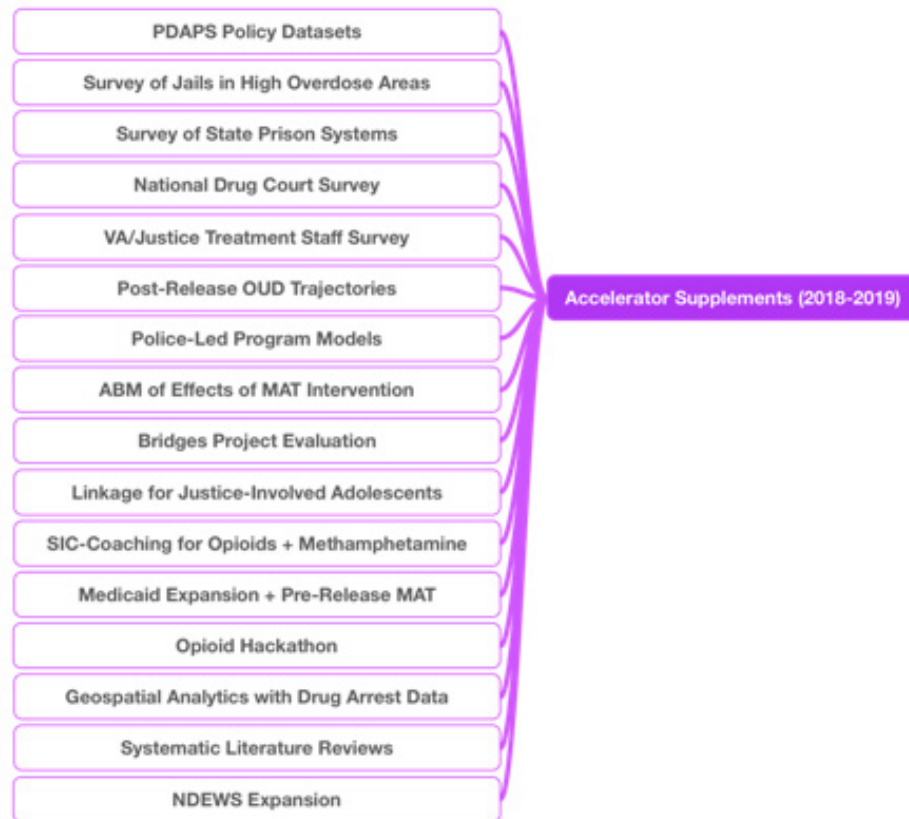 PDAPS Policy Datasets
Survey of Jails in High Overdose Areas
Survey of State Prison Systems
National Drug Court Survey
VA/Justice Treatment Staff Survey
Post-Release OUD Trajectories
Accelerator Supplements (2018-2019)
Police-Led Program Models
ABM of Effects of MAT Intervention
Bridges Project Evaluation
Linkage for Justice-Involved Adolescents
SIC-Coaching for Opioids + Methamphetamine
Medicaid Expansion + Pre-Release MAT
Opioid Hackathon
Geospatial Analytics with Drug Arrest Data
Systematic Literature Reviews
NDEWS Expansion